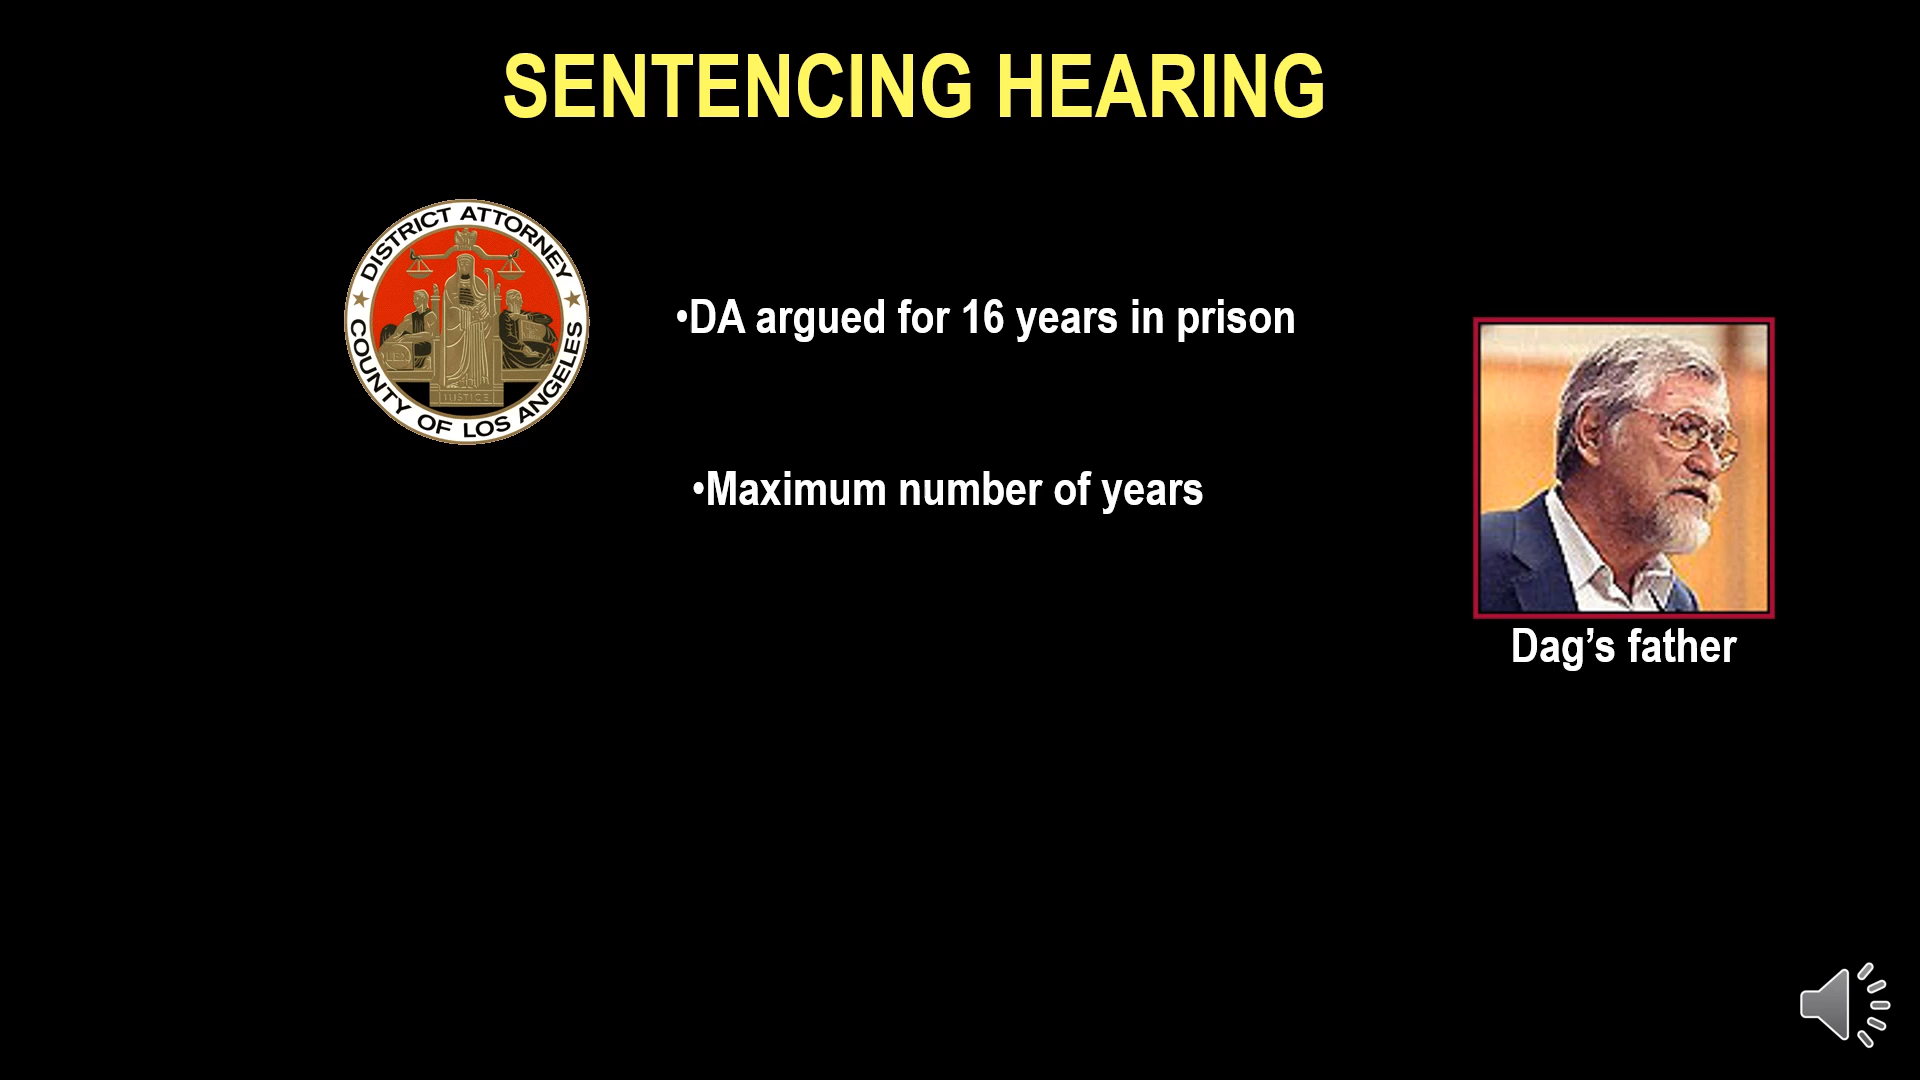 SENTENCING HEARING
DISTRICT ATTORNEY
COUNTY OF LOS ANGELES
LEX
JUSTICE
•DA argued for 16 years in prison
•Maximum number of years
Dag’s father